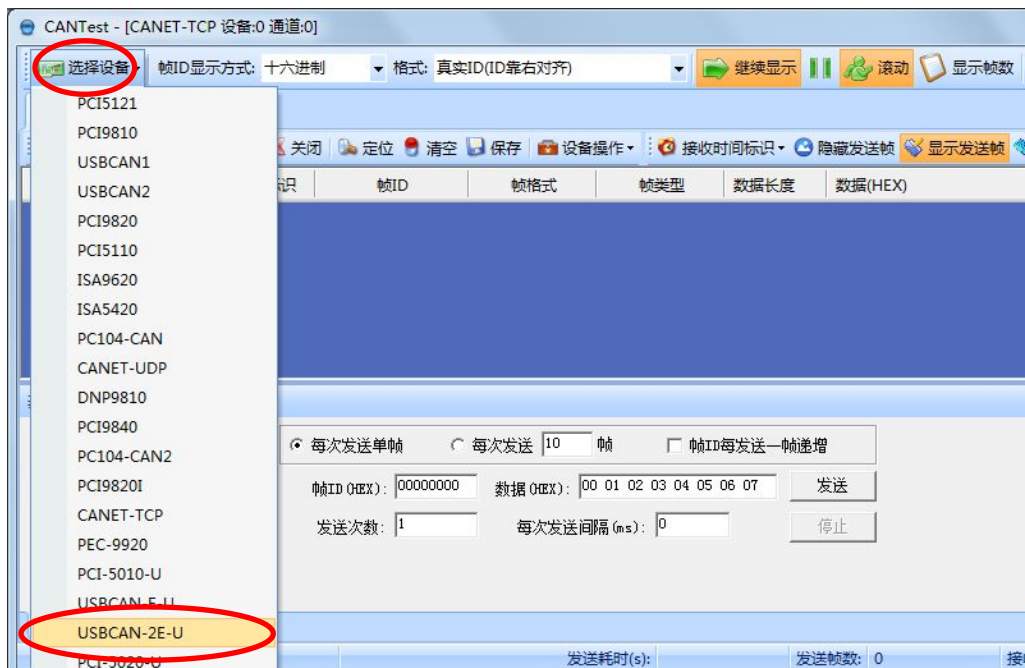 CANTest - [CANET-TCP 设备:0 通道:0]
选择设备 帧ID显示方式: 十六进制 格式: 真实ID(ID靠右对齐) 继续显示 滚动 显示帧数
PCI5121
PCI9810
关闭 定位 清空 保存 设备操作 接收时间标识 隐藏发送帧 显示发送帧
USBCAN1
USBCAN2
识 帧ID 帧格式 帧类型 数据长度 数据(HEX)
PCI9820
PCI5110
ISA9620
ISA5420
PC104-CAN
CANET-UDP
DNP9810
PCI9840
每次发送单帧 每次发送 10 帧 帧ID每发送一帧递增
PC104-CAN2
PCI9820I
帧ID(HEX): 00000000 数据(HEX): 00 01 02 03 04 05 06 07 发送
CANET-TCP
发送次数: 1 每次发送间隔(ms): 0 停止
PEC-9920
PCI-5010-U
USBCAN-E-U
USBCAN-2E-U
PCI-5020-U
发送耗时(s): 发送帧数: 0 接